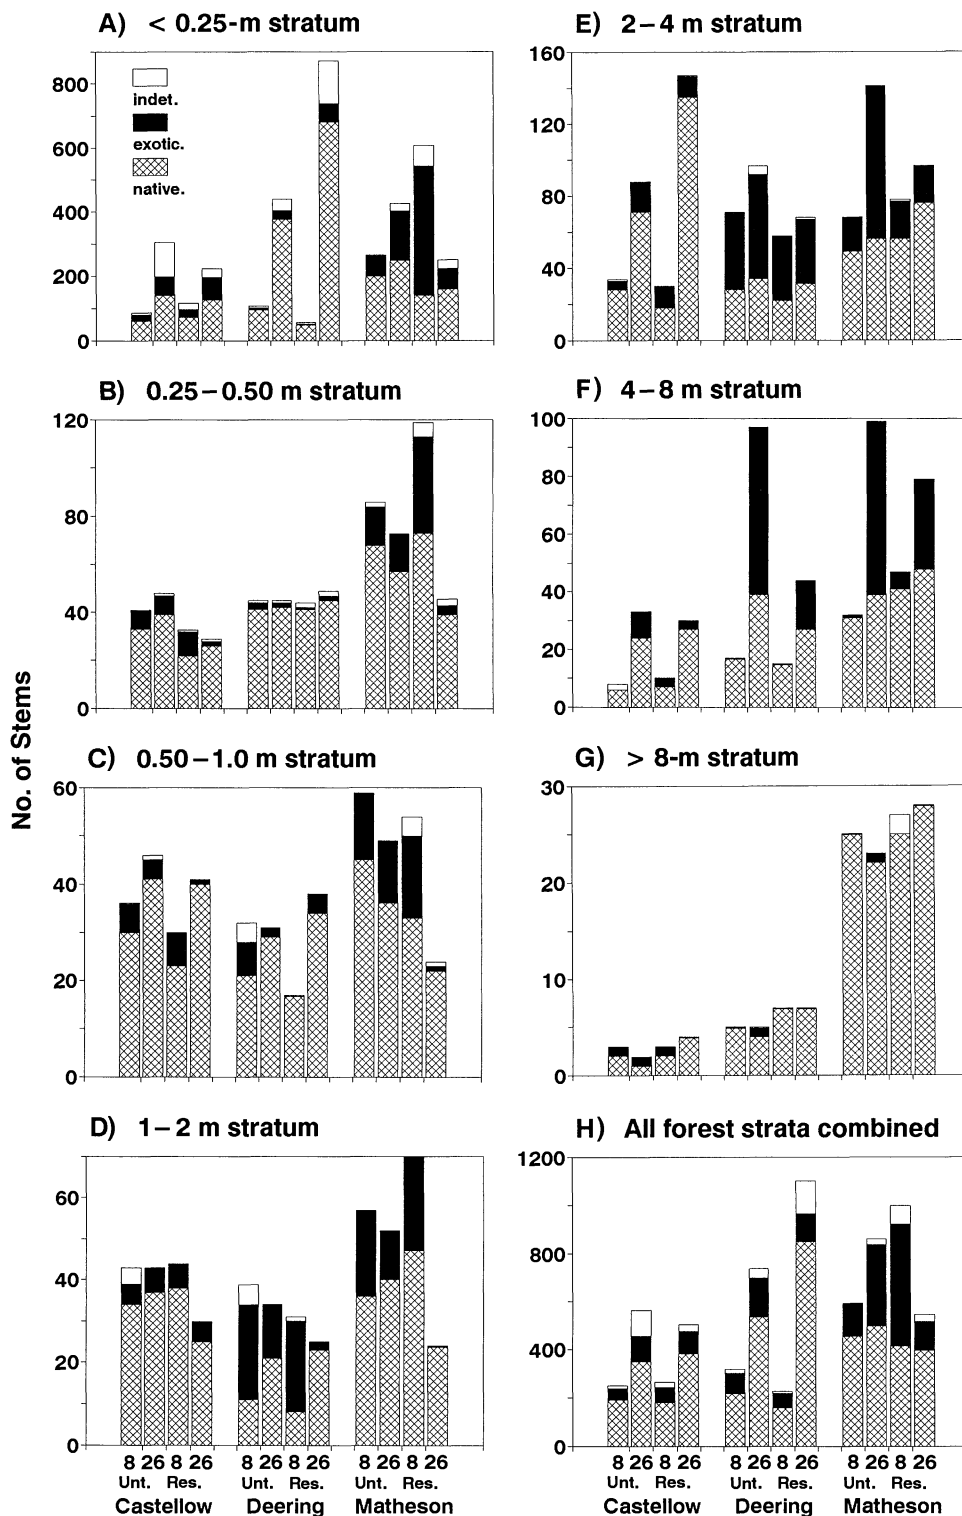 A) < 0.25-m stratum
800
600
400
200
0
indet.
exotic.
native.
B) 0.25–0.50 m stratum
120
80
40
0
No. of Stems
C) 0.50–1.0 m stratum
60
40
20
0
D) 1–2 m stratum
60
40
20
0
8 26 8 26 8 26 8 26 8 26 8 26
Unt. Res. Unt. Res. Unt. Res.
Castellow Deering Matheson
E) 2–4 m stratum
160
120
80
40
0
F) 4–8 m stratum
100
80
60
40
20
0
G) > 8-m stratum
30
20
10
0
H) All forest strata combined
1200
800
400
0
8 26 8 26 8 26 8 26 8 26 8 26
Unt. Res. Unt. Res. Unt. Res.
Castellow Deering Matheson